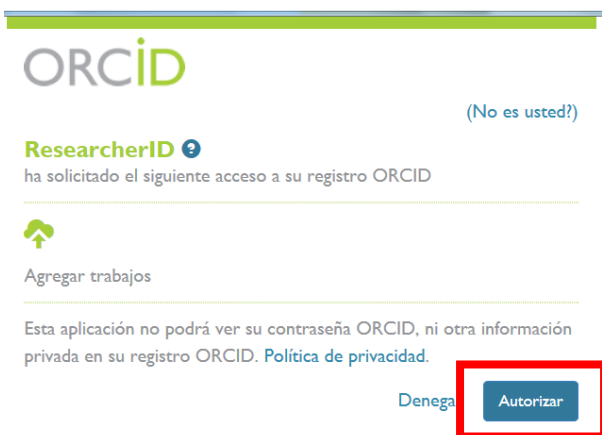 ORCID
(No es usted?)
ResearcherID ?
ha solicitado el siguiente acceso a su registro ORCID
Agregar trabajos
Esta aplicación no podrá ver su contraseña ORCID, ni otra información
privada en su registro ORCID. Política de privacidad.
Denega Autorizar